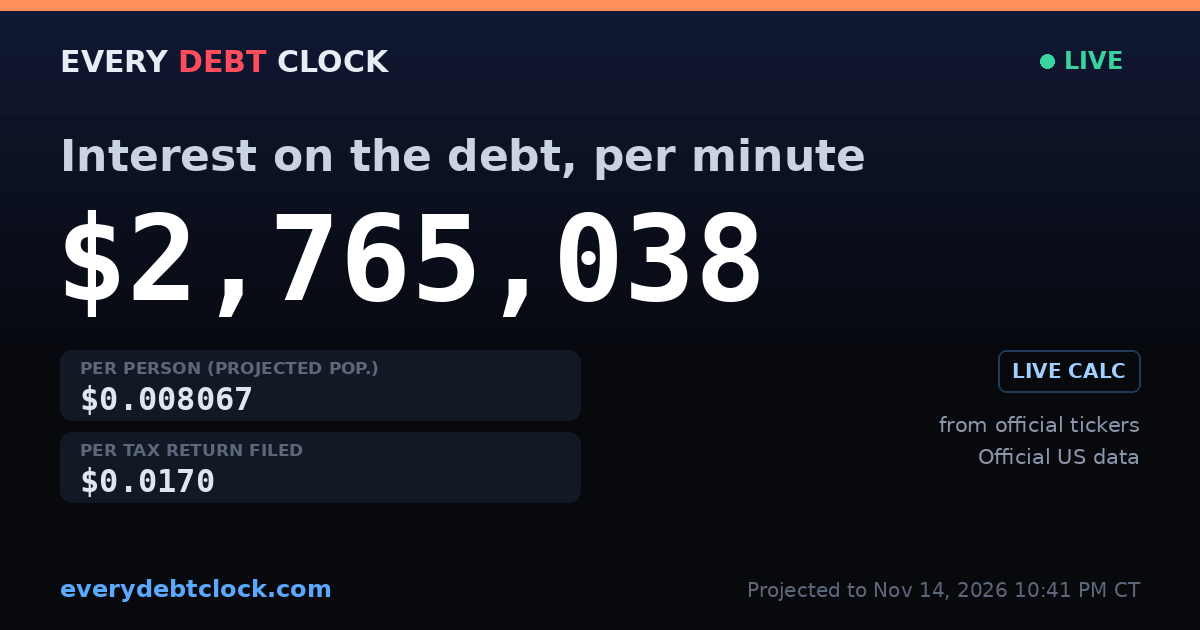 EVERY DEBT CLOCK
LIVE
Interest on the debt, per minute
$2,765,038
PER PERSON (PROJECTED POP.)
$0.008067
PER TAX RETURN FILED
$0.0170
LIVE CALC
from official tickers
Official US data
everydebtclock.com
Projected to Nov 14, 2026 10:41 PM CT